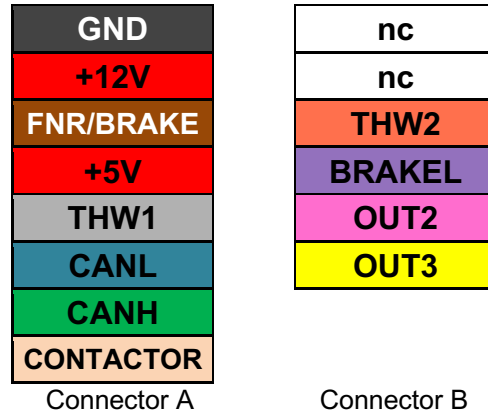 GND
+12V
FNR/BRAKE
+5V
THW1
CANL
CANH
CONTACTOR
Connector A
nc
nc
THW2
BRAKEL
OUT2
OUT3
Connector B